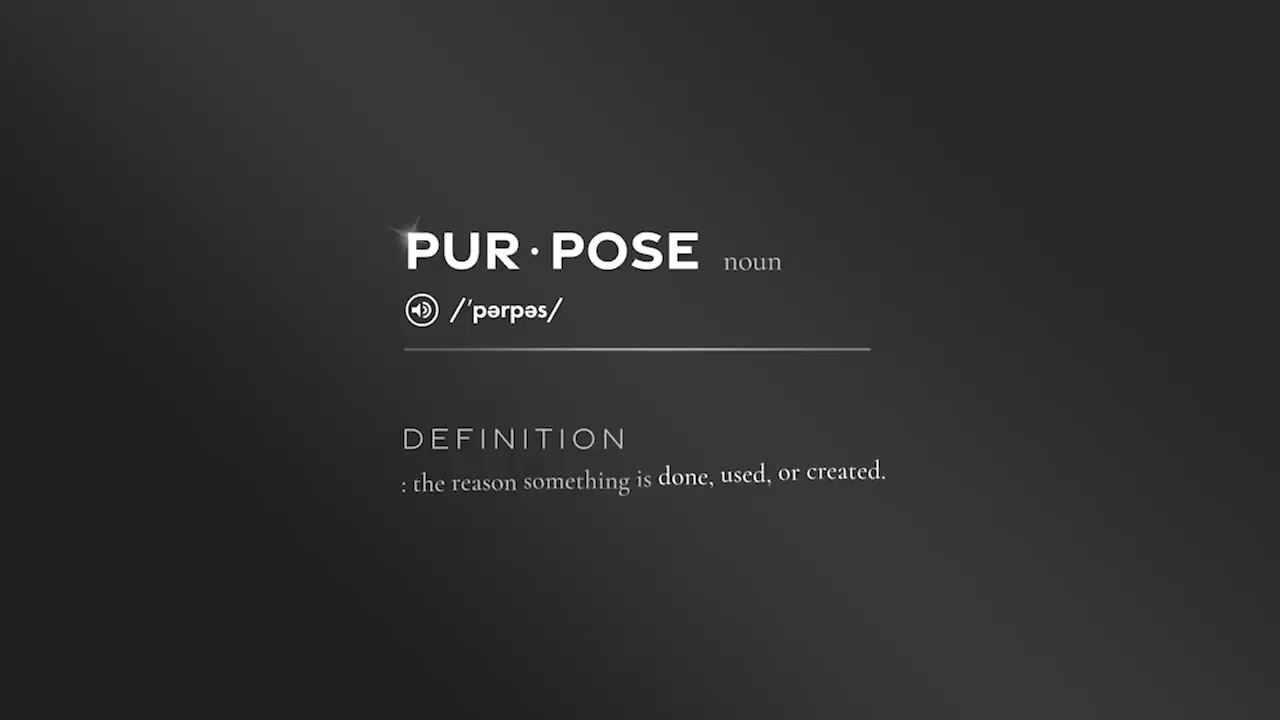 PUR·POSE noun
/ˈpərpəs/
DEFINITION
: the reason something is done, used, or created.